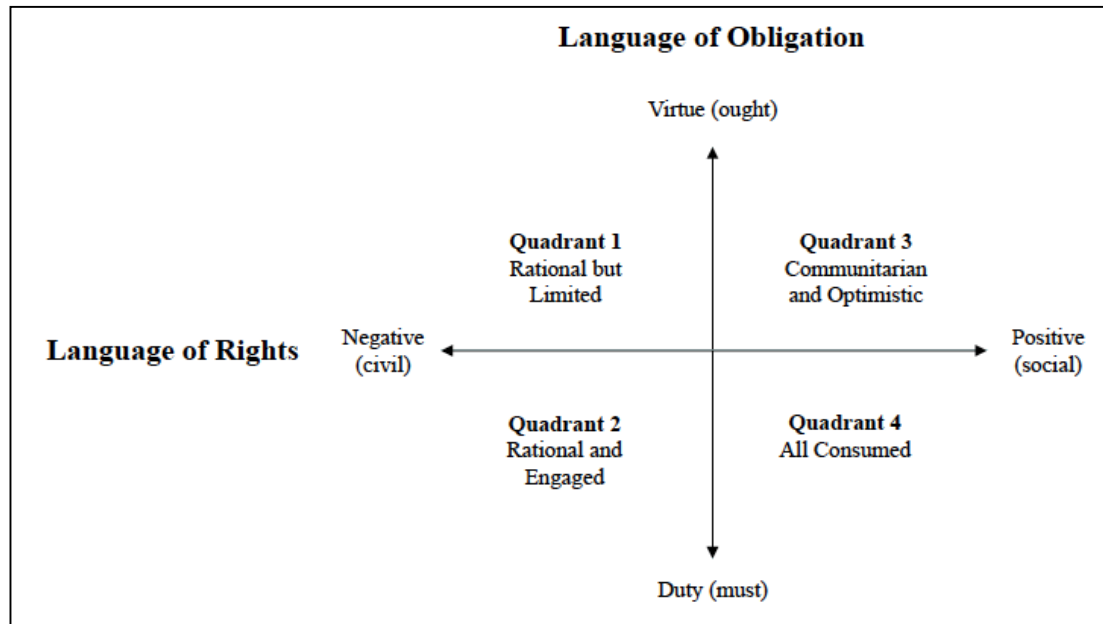 Language of Obligation
Virtue (ought)
Quadrant 1
Rational but
Limited
Quadrant 3
Communitarian
and Optimistic
Language of Rights
Negative
(civil)
Positive
(social)
Quadrant 2
Rational and
Engaged
Quadrant 4
All Consumed
Duty (must)